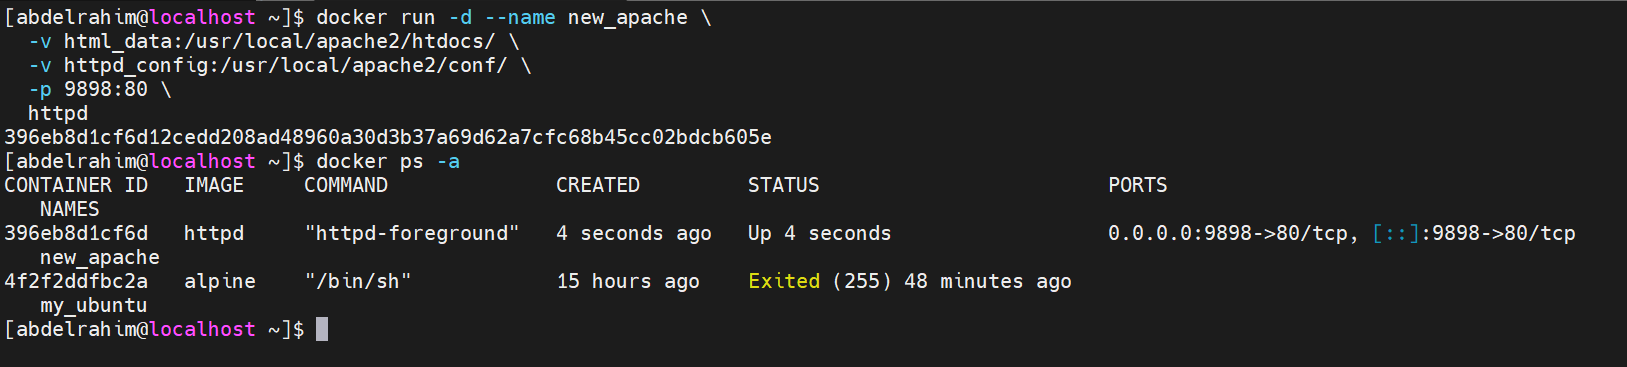 [abdelrahim@localhost ~]$ docker run -d --name new_apache \
  -v html_data:/usr/local/apache2/htdocs/ \
  -v httpd_config:/usr/local/apache2/conf/ \
  -p 9898:80 \
  httpd
396eb8d1cf6d12cedd208ad48960a30d3b37a69d62a7cfc68b45cc02bdcb605e
[abdelrahim@localhost ~]$ docker ps -a
CONTAINER ID   IMAGE     COMMAND              CREATED         STATUS                        PORTS
   NAMES
396eb8d1cf6d   httpd     "httpd-foreground"   4 seconds ago   Up 4 seconds                  0.0.0.0:9898->80/tcp, [::]:9898->80/tcp
   new_apache
4f2f2ddfbc2a   alpine    "/bin/sh"            15 hours ago    Exited (255) 48 minutes ago
   my_ubuntu
[abdelrahim@localhost ~]$